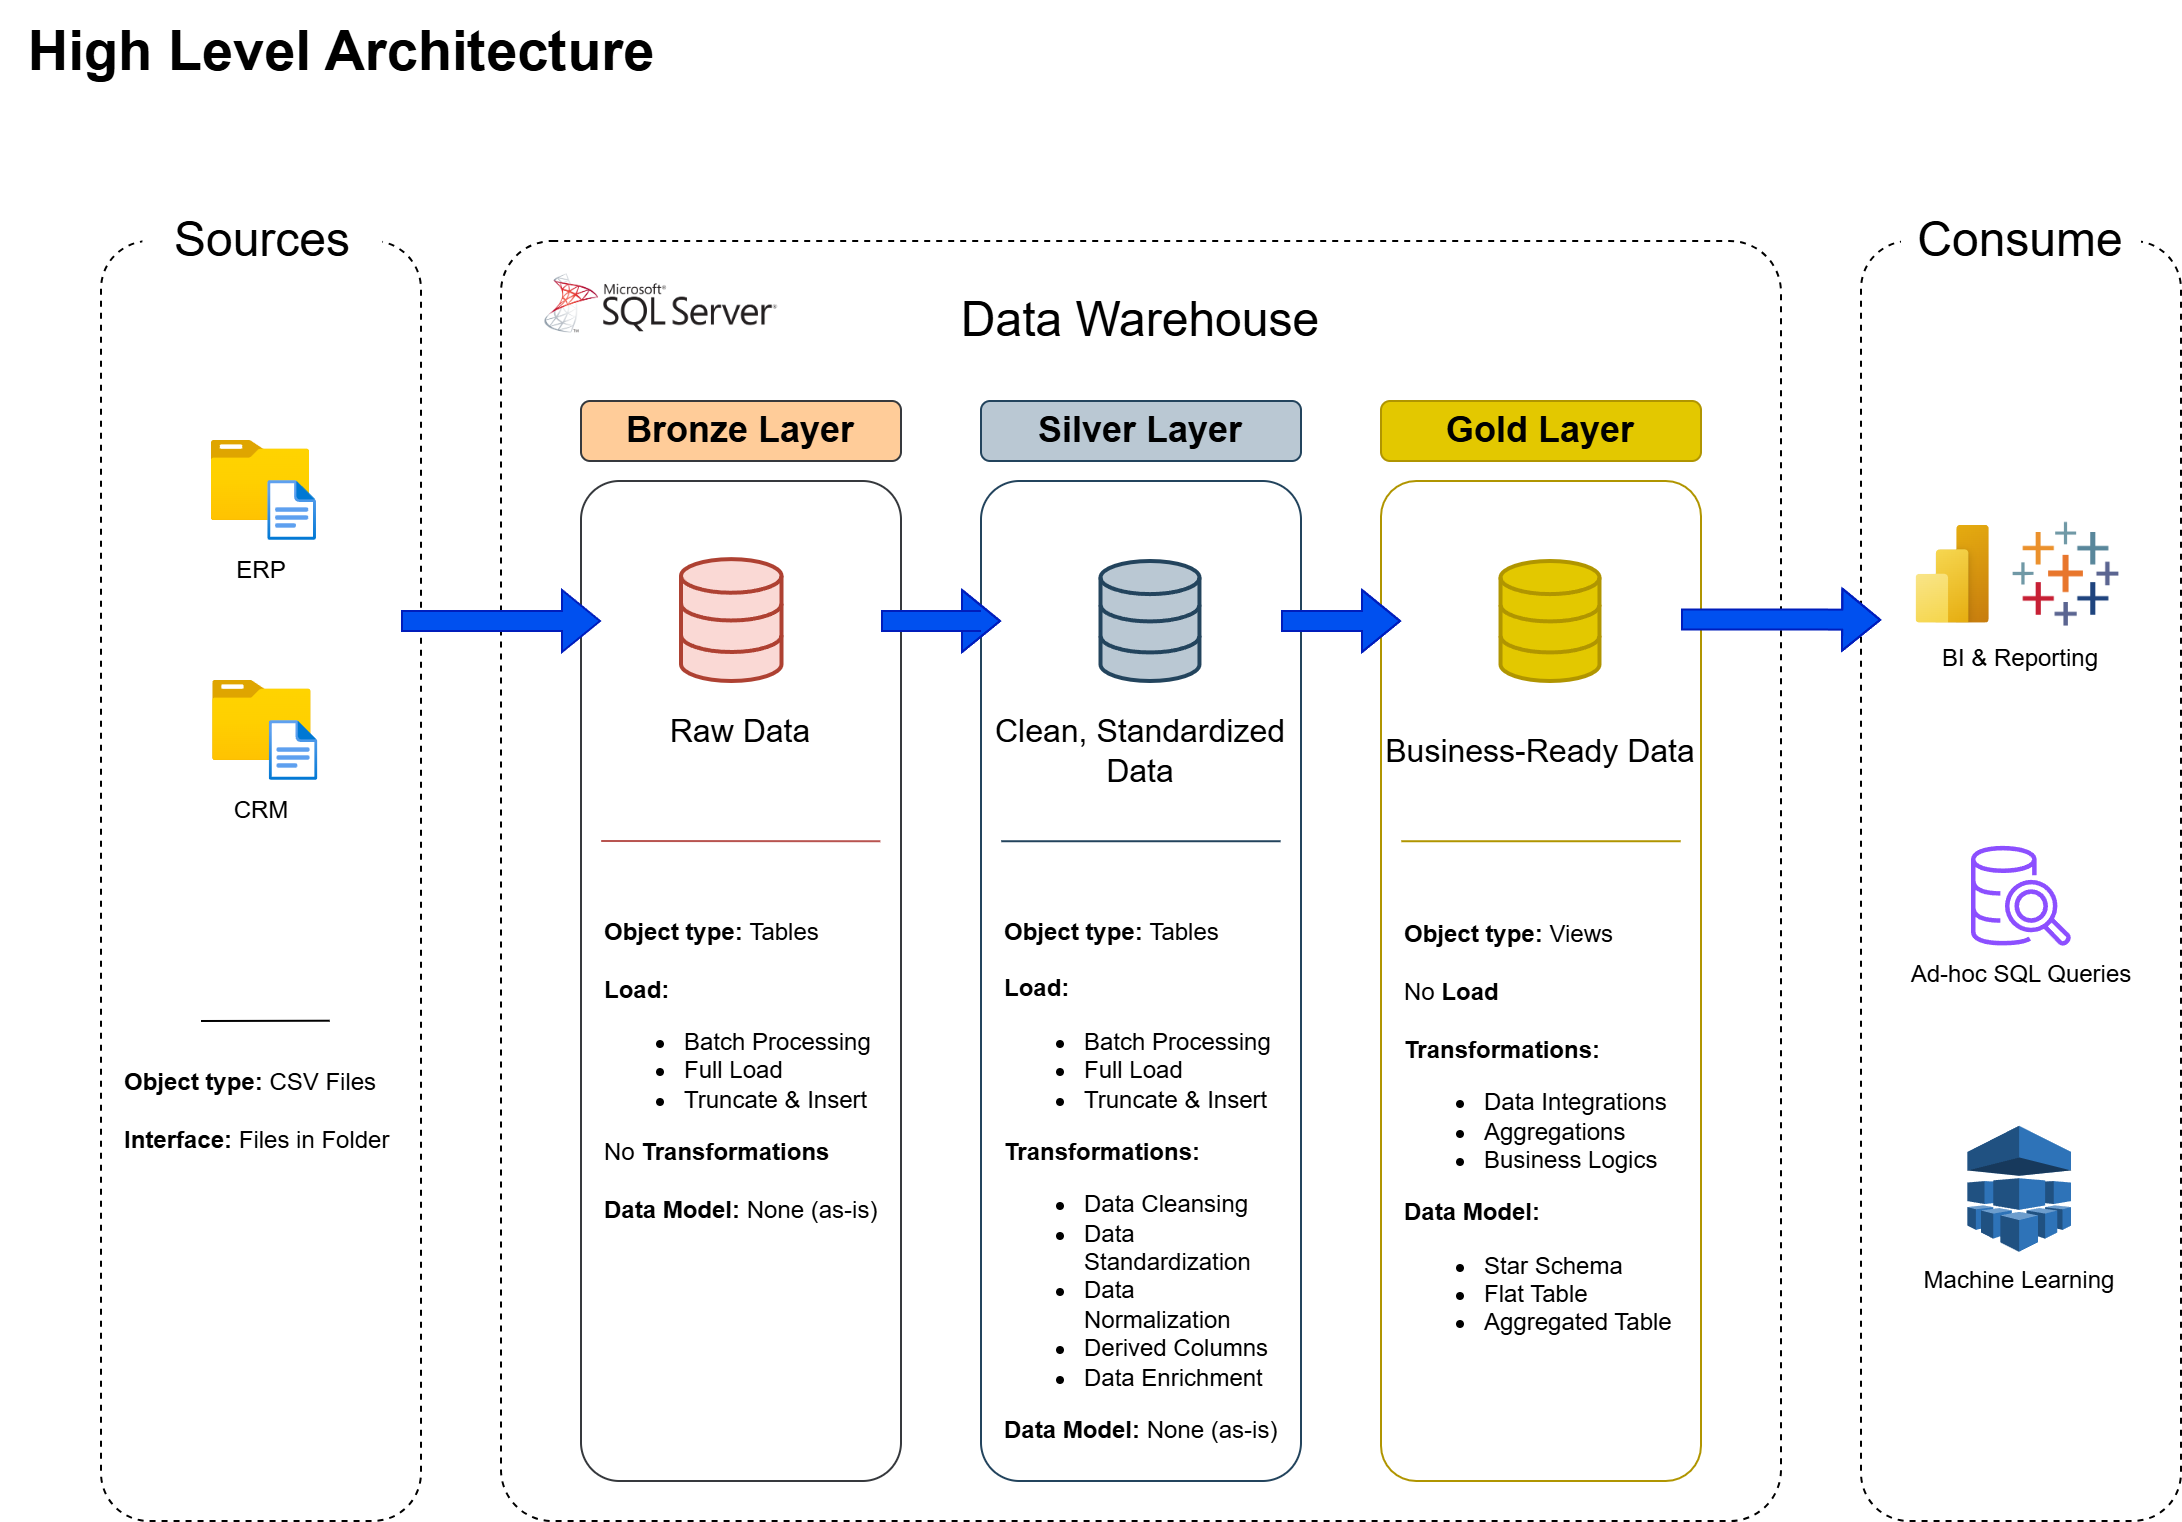 High Level Architecture
Sources
ERP
CRM
Object type: CSV Files
Interface: Files in Folder
Microsoft®
SQL Server®
Data Warehouse
Bronze Layer
Raw Data
Object type: Tables
Load:
Batch Processing
Full Load
Truncate & Insert
No Transformations
Data Model: None (as-is)
Silver Layer
Clean, Standardized
Data
Object type: Tables
Load:
Batch Processing
Full Load
Truncate & Insert
Transformations:
Data Cleansing
Data
Standardization
Data
Normalization
Derived Columns
Data Enrichment
Data Model: None (as-is)
Gold Layer
Business-Ready Data
Object type: Views
No Load
Transformations:
Data Integrations
Aggregations
Business Logics
Data Model:
Star Schema
Flat Table
Aggregated Table
Consume
BI & Reporting
Ad-hoc SQL Queries
Machine Learning